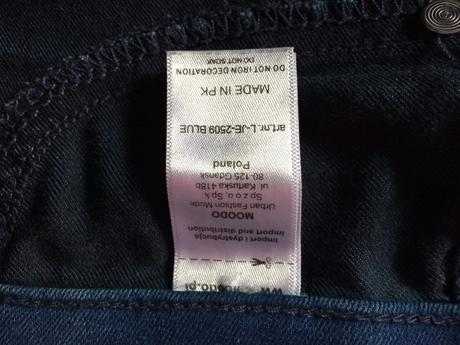 Import i dystrybucja
Import and distribution
MOODO
Urban Fashion Mode
Sp z.o.o. Sp.k
ul. Kartuska 418b
80-125 Gdansk
Poland
art.nr. L-JE-2509 BLUE
MADE IN PK
DO NOT IRON DECORATION
DO NOT SOAK